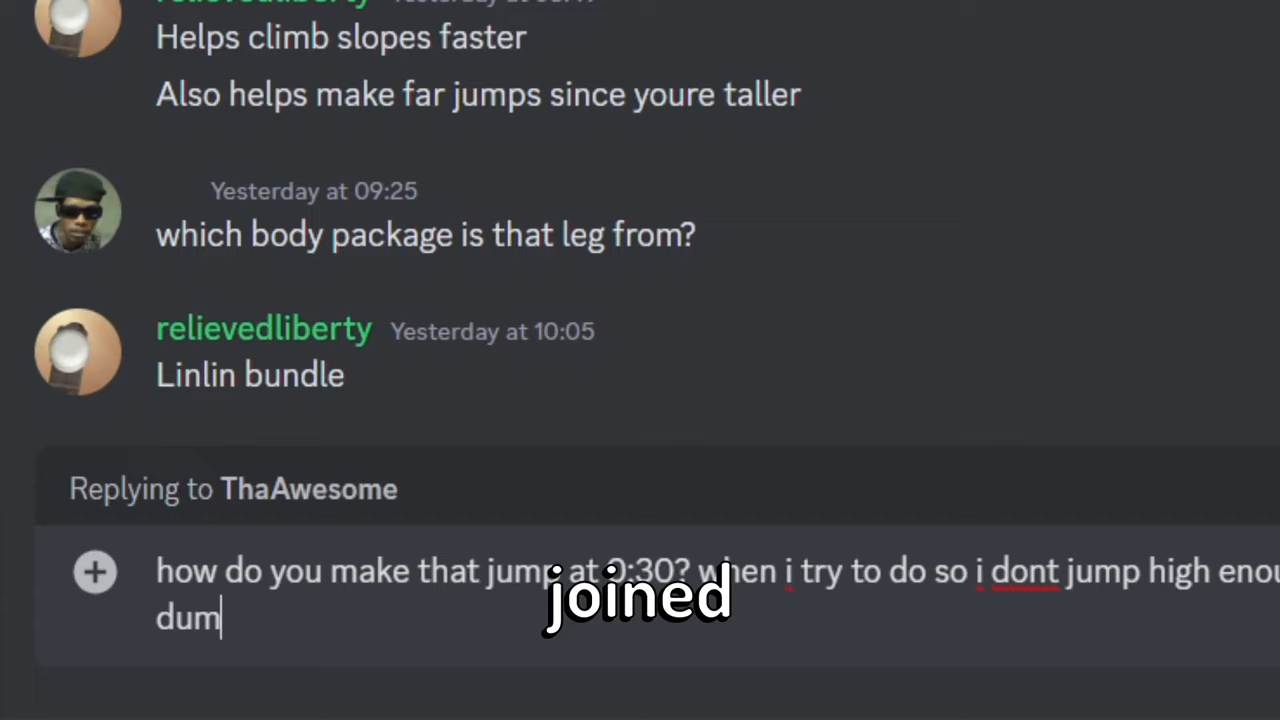 Helps climb slopes faster
Also helps make far jumps since youre taller
Yesterday at 09:25
which body package is that leg from?
relievedliberty Yesterday at 10:05
Linlin bundle
Replying to ThaAwesome
how do you make that jump at 0:30? when i try to do so i dont jump high
dum
joined